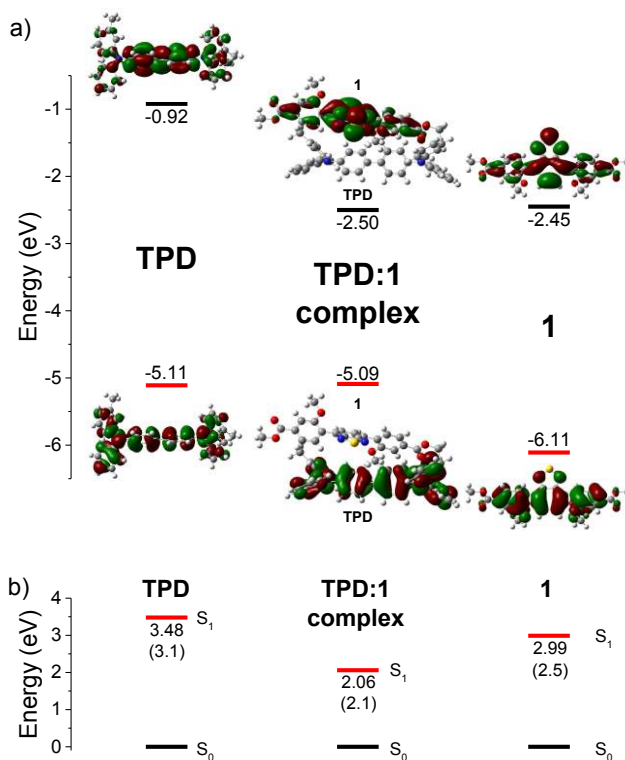 a)
Energy (eV)
-1
-2
-3
-4
-5
-6
-0.92
TPD
-5.11
1
TPD
-2.50
TPD:1
complex
-5.09
1
TPD
-2.45
1
-6.11
b)
Energy (eV)
4
3
2
1
0
TPD
S1
3.48
(3.1)
S0
TPD:1
complex
S1
2.06
(2.1)
S0
1
S1
2.99
(2.5)
S0